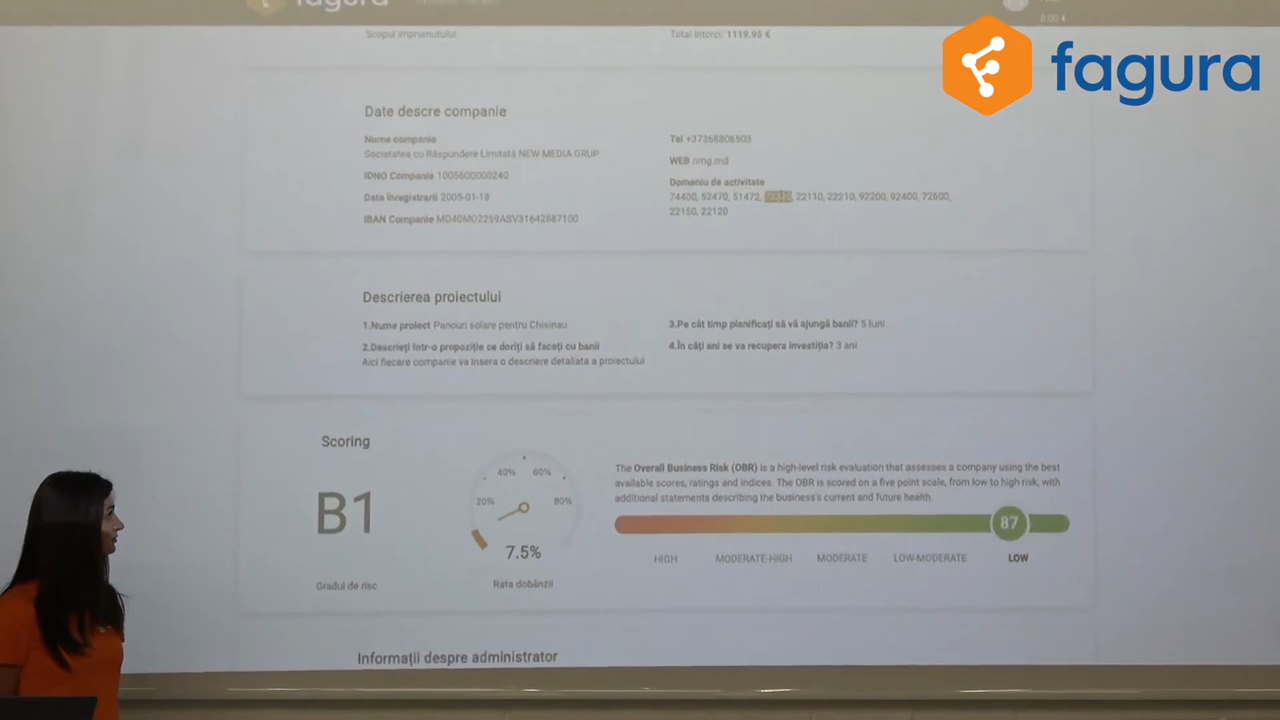 fagura
0.00 €
Scopul împrumutului
Total întorci: 1119.95 €
fagura
Date descre companie
Nume companie
Societatea cu Răspundere Limitată NEW MEDIA GRUP
IDNO Companie 1005600000240
Data înregistrarii 2005-01-18
IBAN Companie MD40MO2259ASV31642687100
Tel +37368806503
WEB nmg.md
Domeniu de activitate
74400, 52470, 51472, 22110, 22210, 92200, 92400, 72600,
22150, 22120
Descrierea proiectului
1.Nume proiect Panouri solare pentru Chisinau
2.Descrieți într-o propoziție ce doriți să faceți cu banii
Aici fiecare companie va insera o descriere detaliata a proiectului
3.Pe cât timp planificați să vă ajungă banii? 5 luni
4.În câți ani se va recupera investiția? 3 ani
Scoring
B1
Gradul de risc
20%
40%
60%
80%
7.5%
Rata dobânzii
The Overall Business Risk (OBR) is a high-level risk evaluation that assesses a company using the best
available scores, ratings and indices. The OBR is scored on a five point scale, from low to high risk, with
additional statements describing the business's current and future health.
87
HIGH
MODERATE-HIGH
MODERATE
LOW-MODERATE
LOW
Informații despre administrator